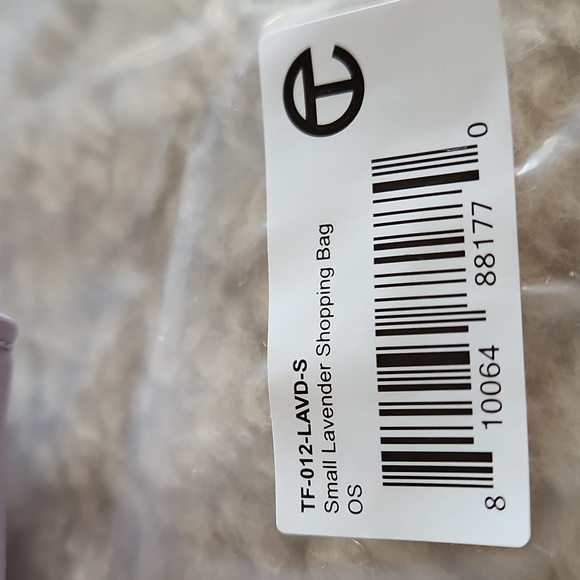 TF-012-LAVD-S
Small Lavender Shopping Bag
OS
8 10064 88177 0